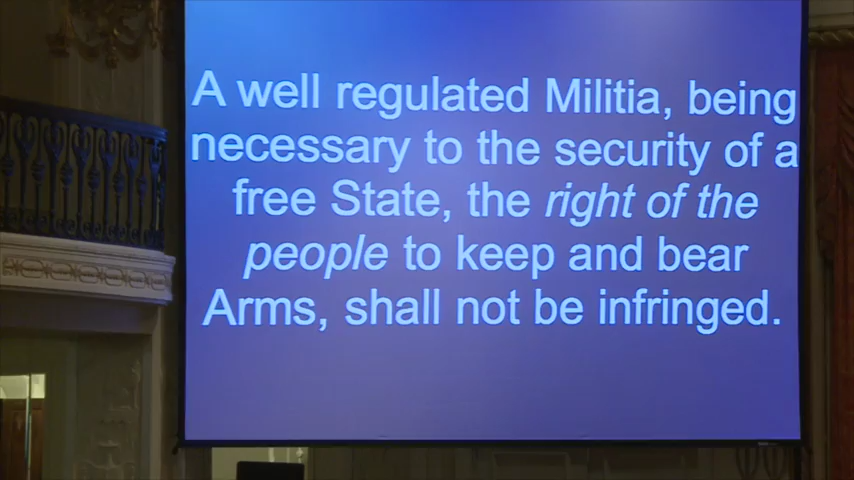 A well regulated Militia, being
necessary to the security of a
free State, the right of the
people to keep and bear
Arms, shall not be infringed.